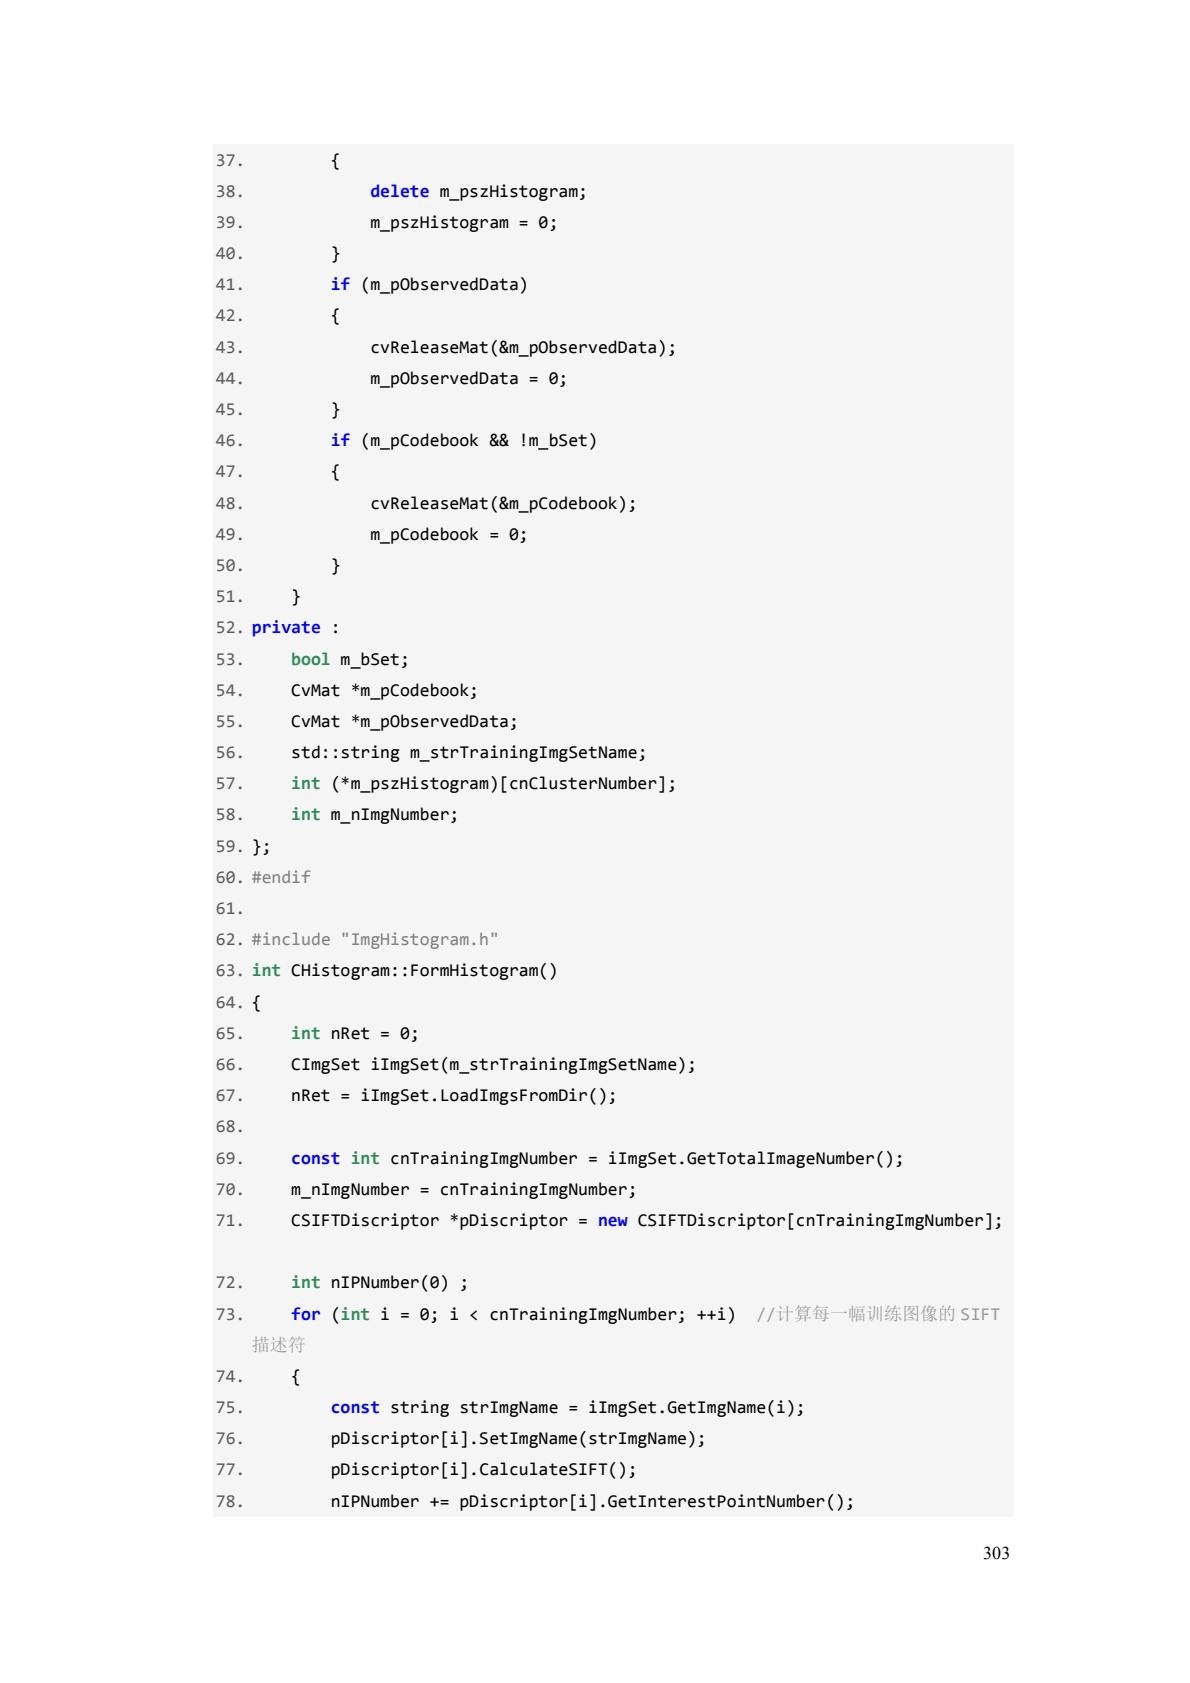 37.         {
38.             delete m_pszHistogram;
39.             m_pszHistogram = 0;
40.         }
41.         if (m_pObservedData)
42.         {
43.             cvReleaseMat(&m_pObservedData);
44.             m_pObservedData = 0;
45.         }
46.         if (m_pCodebook && !m_bSet)
47.         {
48.             cvReleaseMat(&m_pCodebook);
49.             m_pCodebook = 0;
50.         }
51.     }
52. private :
53.     bool m_bSet;
54.     CvMat *m_pCodebook;
55.     CvMat *m_pObservedData;
56.     std::string m_strTrainingImgSetName;
57.     int (*m_pszHistogram)[cnClusterNumber];
58.     int m_nImgNumber;
59. };
60. #endif
61.
62. #include "ImgHistogram.h"
63. int CHistogram::FormHistogram()
64. {
65.     int nRet = 0;
66.     CImgSet iImgSet(m_strTrainingImgSetName);
67.     nRet = iImgSet.LoadImgsFromDir();
68.
69.     const int cnTrainingImgNumber = iImgSet.GetTotalImageNumber();
70.     m_nImgNumber = cnTrainingImgNumber;
71.     CSIFTDiscriptor *pDiscriptor = new CSIFTDiscriptor[cnTrainingImgNumber];
72.     int nIPNumber(0) ;
73.     for (int i = 0; i < cnTrainingImgNumber; ++i)  //计算每一幅训练图像的 SIFT
描述符
74.     {
75.         const string strImgName = iImgSet.GetImgName(i);
76.         pDiscriptor[i].SetImgName(strImgName);
77.         pDiscriptor[i].CalculateSIFT();
78.         nIPNumber += pDiscriptor[i].GetInterestPointNumber();
303